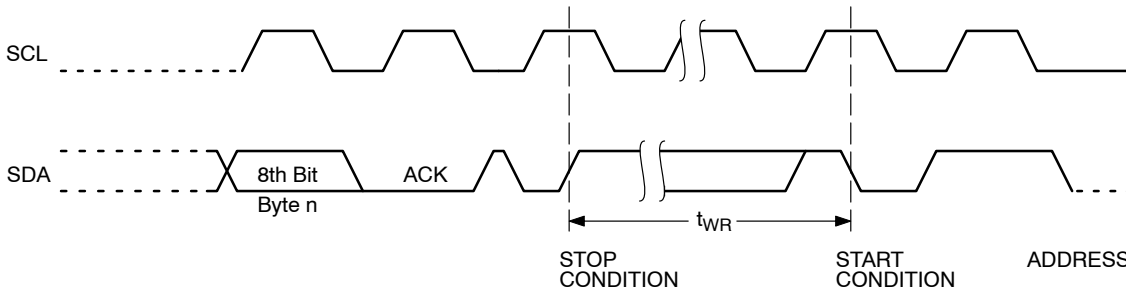 SCL
SDA
8th Bit
Byte n
ACK
tWR
STOP
CONDITION
START
CONDITION
ADDRESS